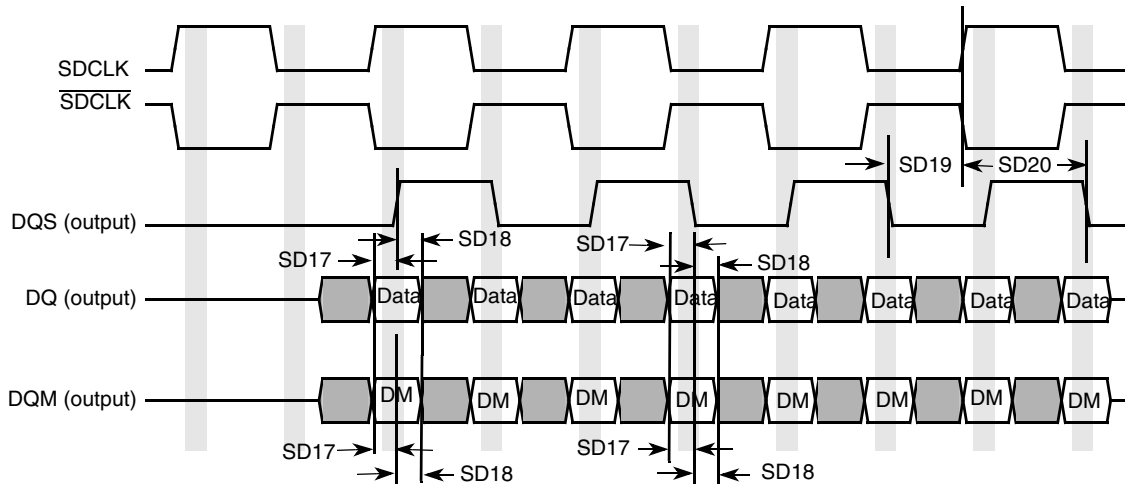 SDCLK
SDCLK
SD19 SD20
DQS (output)
SD18 SD17
SD17 SD18
DQ (output) Data Data Data Data Data Data Data Data
DQM (output) DM DM DM DM DM DM DM DM
SD17 SD17
SD18 SD18